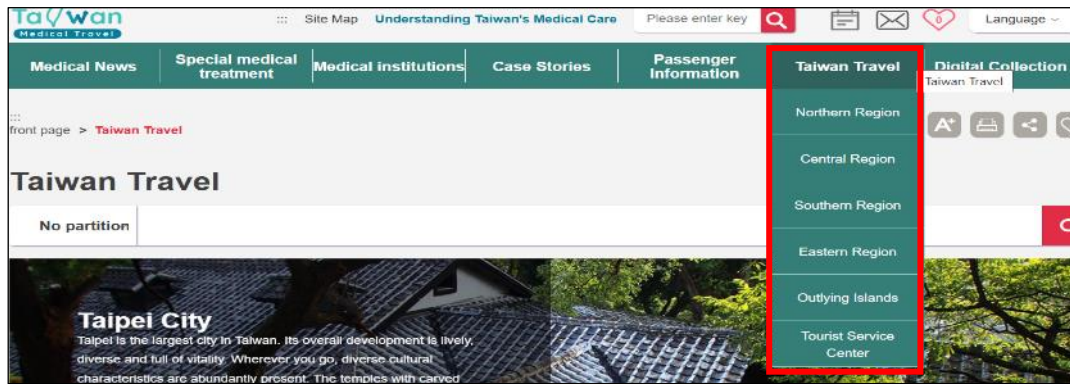 Taiwan
Medical Travel
::: Site Map Understanding Taiwan's Medical Care Please enter key 0 Language
Medical News Special medical treatment Medical institutions Case Stories Passenger Information Taiwan Travel Digital Collection
Taiwan Travel
Northern Region
:::
front page > Taiwan Travel
A+
Central Region
Taiwan Travel
Southern Region
No partition
Eastern Region
Outlying Islands
Taipei City
Tourist Service
Center
Taipei is the largest city in Taiwan. Its overall development is lively,
diverse and full of vitality. Wherever you go, diverse cultural
characteristics are abundantly present. The temples with carved